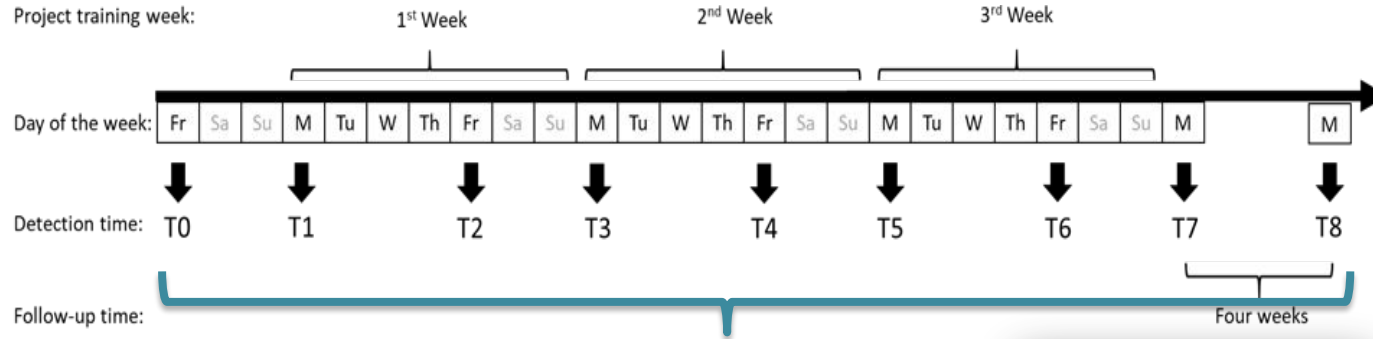 Project training week: 1st Week 2nd Week 3rd Week
Day of the week: Fr Sa Su M Tu W Th Fr Sa Su M Tu W Th Fr Sa Su M Tu W Th Fr Sa Su M M
Detection time: T0 T1 T2 T3 T4 T5 T6 T7 T8
Follow-up time: Four weeks